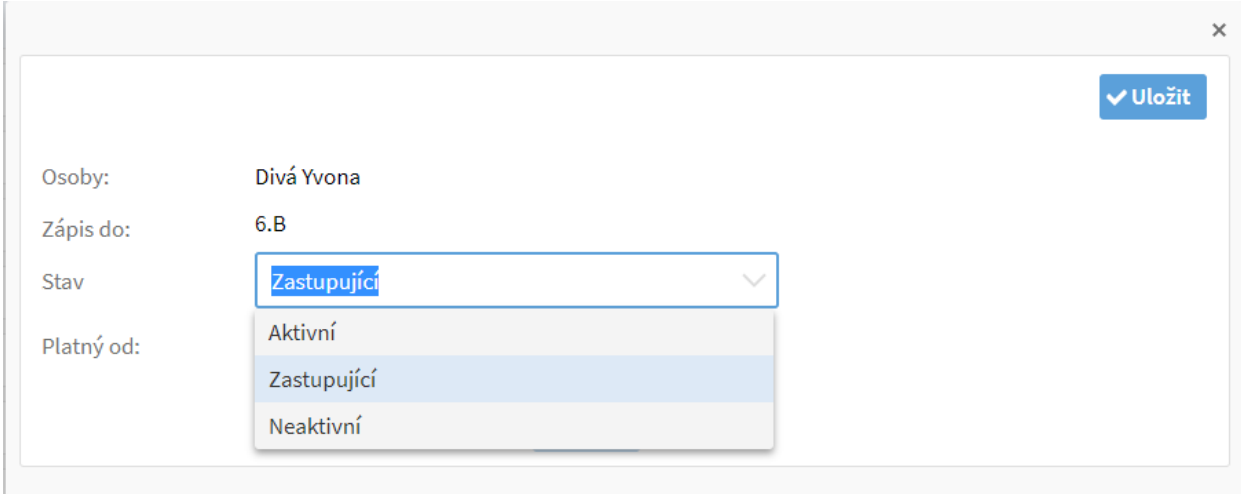 ×
Uložit
Osoby: Divá Yvona
Zápis do: 6.B
Stav Zastupující
Aktivní
Platný od:
Zastupující
Neaktivní